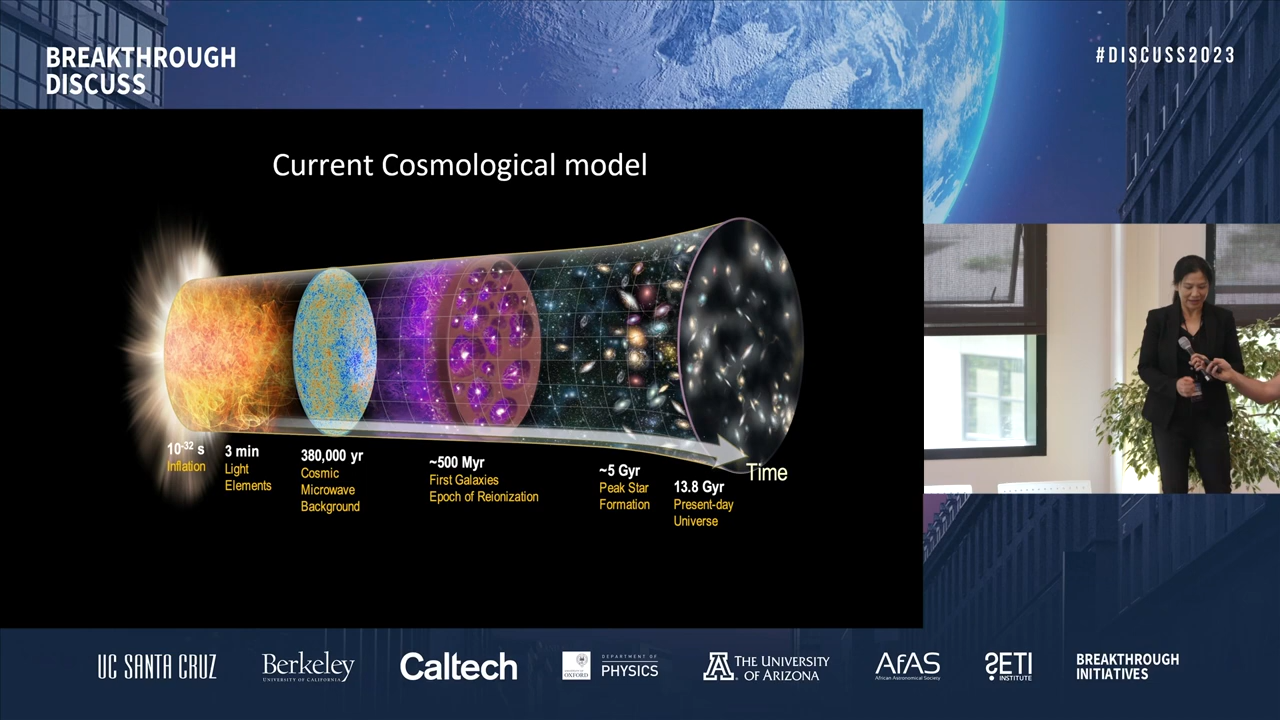 BREAKTHROUGH
DISCUSS
#DISCUSS2023
Current Cosmological model
10-32 s
Inflation
3 min
Light
Elements
380,000 yr
Cosmic
Microwave
Background
~500 Myr
First Galaxies
Epoch of Reionization
~5 Gyr
Peak Star
Formation
13.8 Gyr
Present-day
Universe
Time
UC SANTA CRUZ
Berkeley
UNIVERSITY OF CALIFORNIA
Caltech
UNIVERSITY OF
OXFORD
DEPARTMENT OF
PHYSICS
A
THE UNIVERSITY
OF ARIZONA
AfAS
African Astronomical Society
SETI
INSTITUTE
BREAKTHROUGH
INITIATIVES